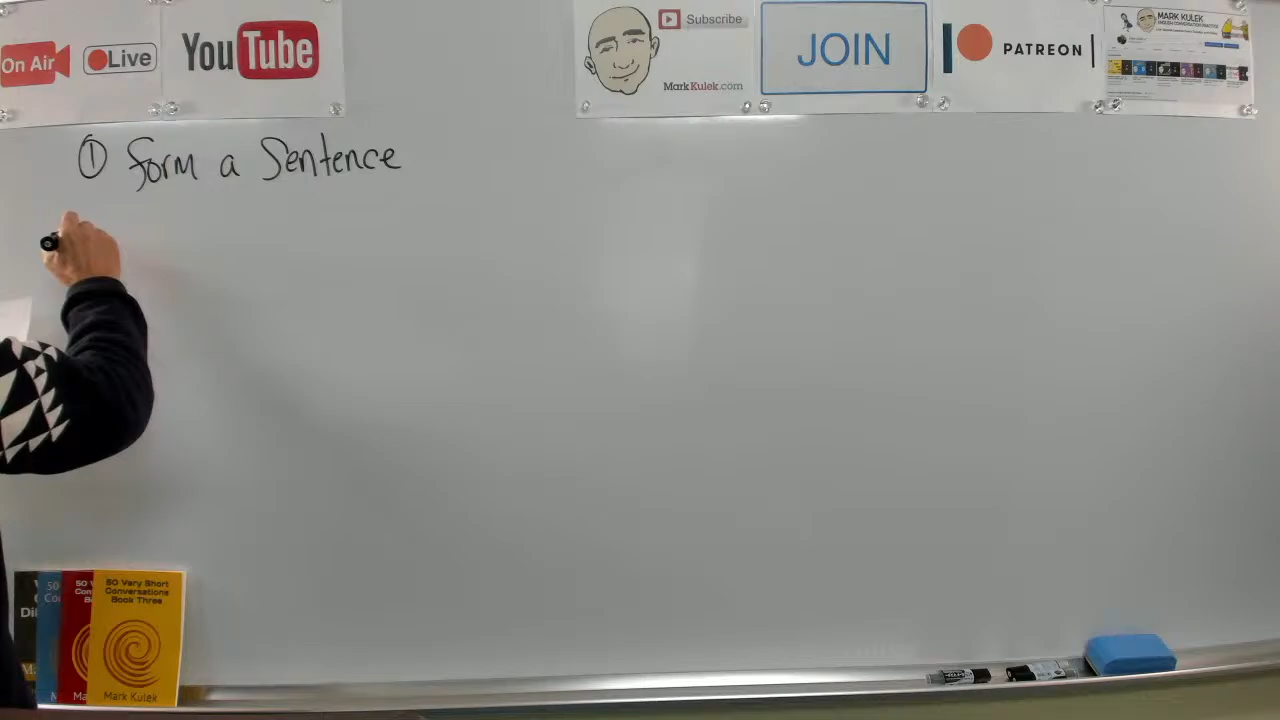 On Air
Live
YouTube
Subscribe
MarkKulek.com
JOIN
PATREON
MARK KULEK
① Form a Sentence
50 Very Short
Conversations
Book Three
Mark Kulek